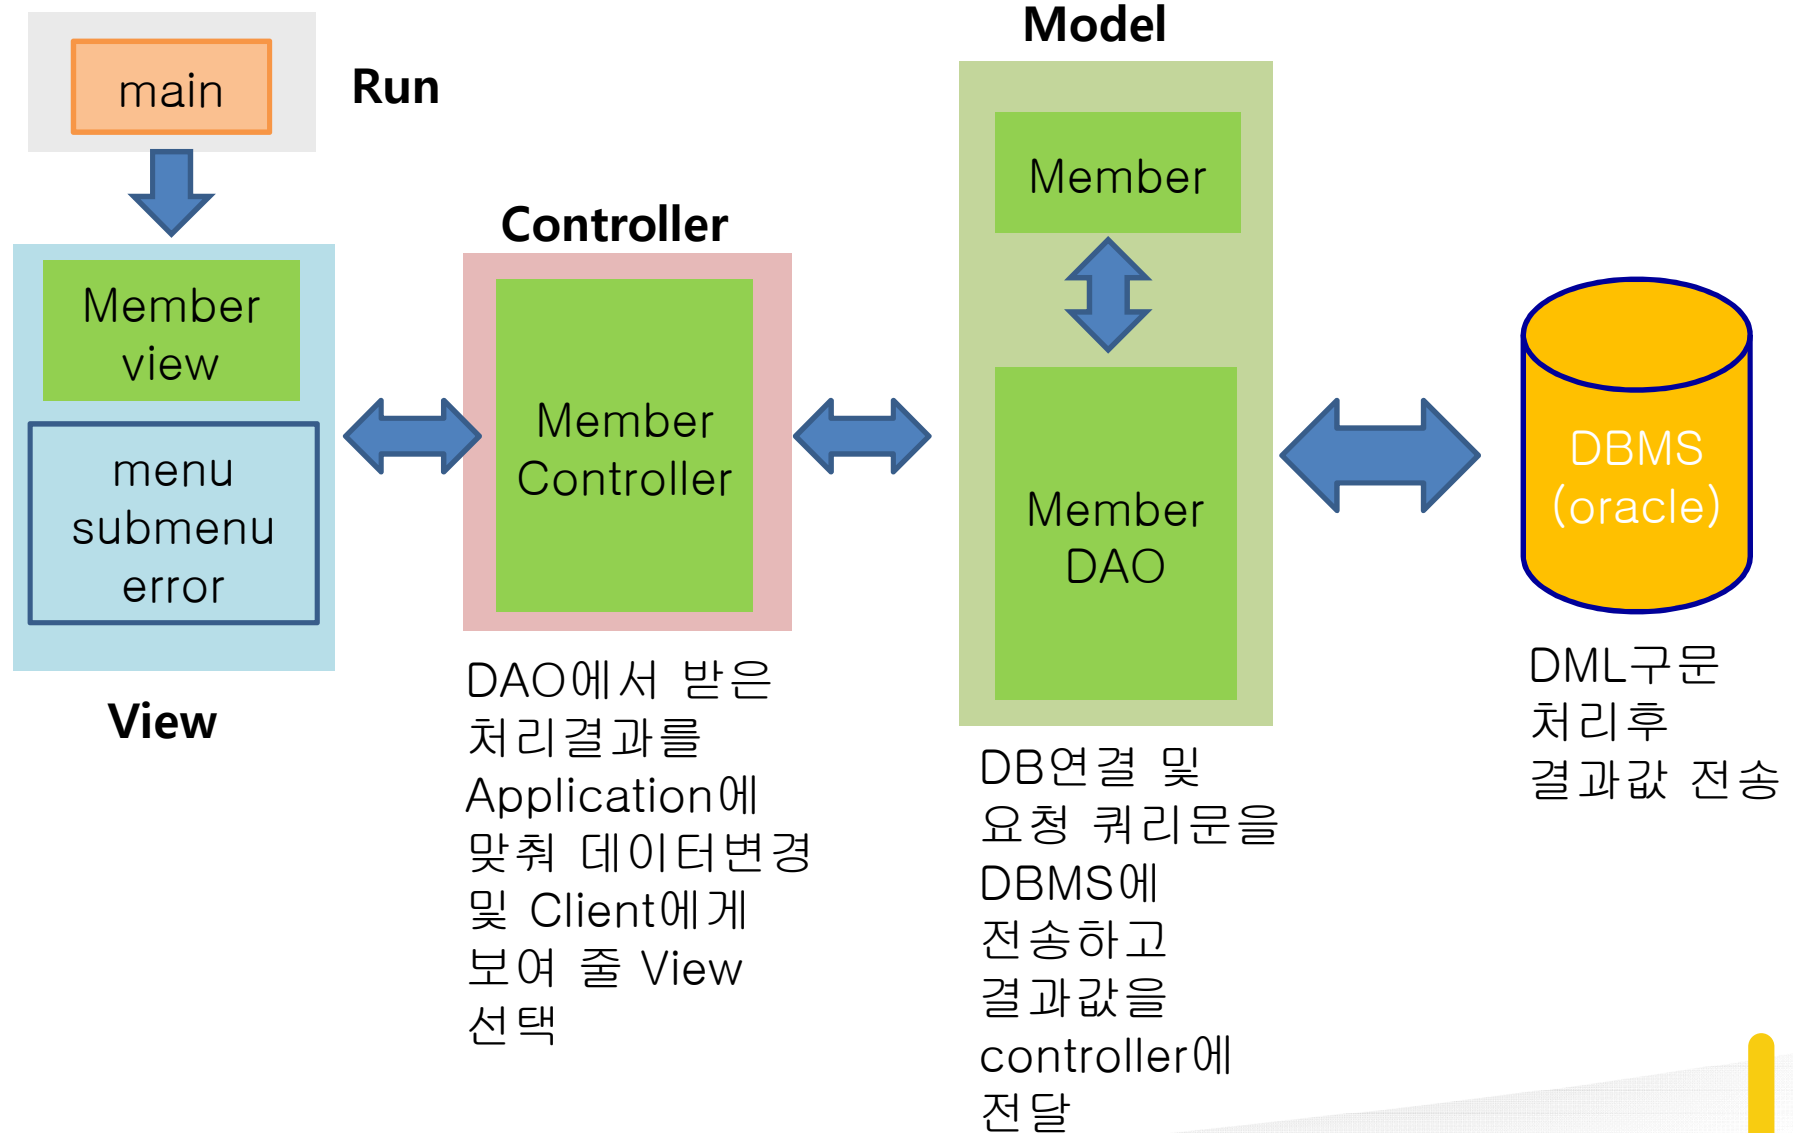 main
Run
Member
view
menu
submenu
error
View
Controller
Member
Controller
DAO에서 받은
처리결과를
Application에
맞춰 데이터변경
및 Client에게
보여 줄 View
선택
Model
Member
Member
DAO
DB연결 및
요청 쿼리문을
DBMS에
전송하고
결과값을
controller에
전달
DBMS
(oracle)
DML구문
처리후
결과값 전송